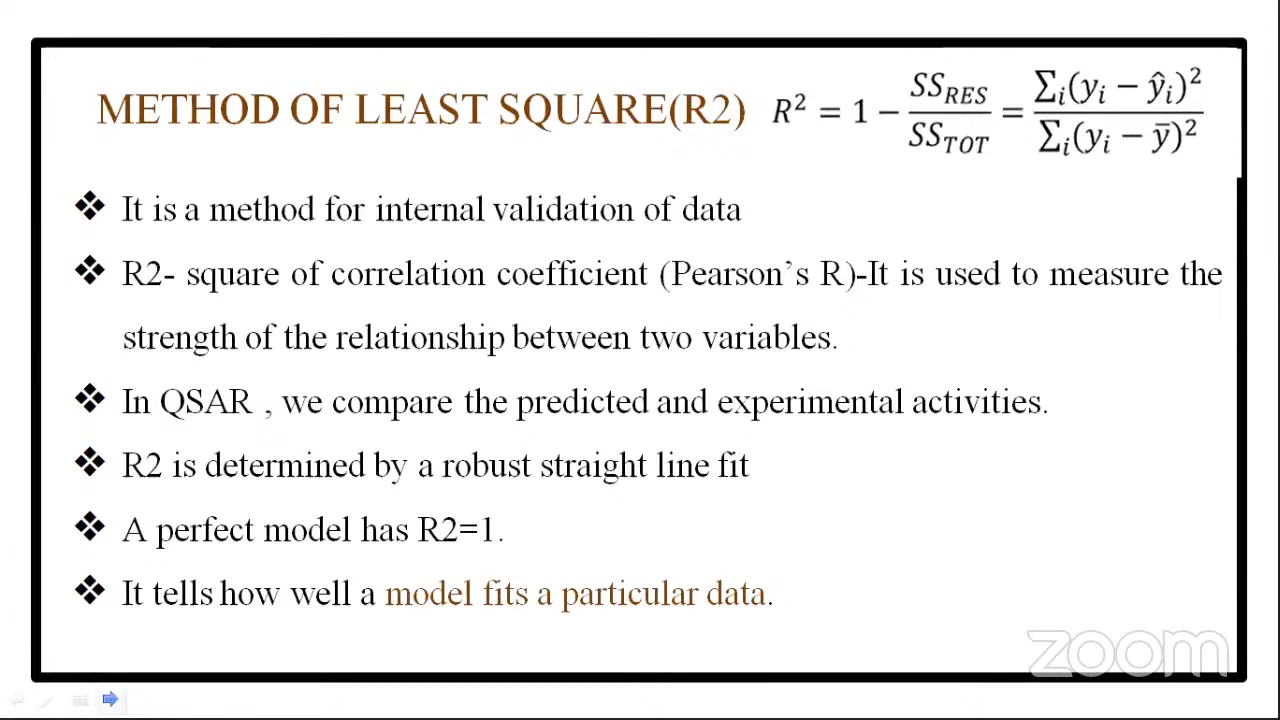 METHOD OF LEAST SQUARE(R2) R² = 1 − SS_RES / SS_TOT = ∑ᵢ(yᵢ − ŷᵢ)² / ∑ᵢ(yᵢ − ȳ)²
❖ It is a method for internal validation of data
❖ R2- square of correlation coefficient (Pearson’s R)-It is used to measure the
strength of the relationship between two variables.
❖ In QSAR , we compare the predicted and experimental activities.
❖ R2 is determined by a robust straight line fit
❖ A perfect model has R2=1.
❖ It tells how well a model fits a particular data.
zoom